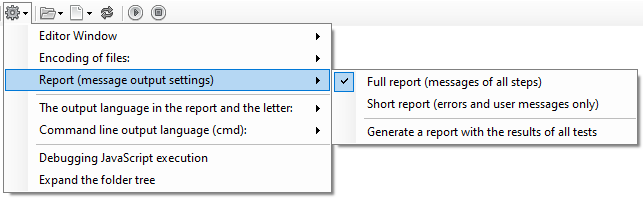 Editor Window
Encoding of files:
Report (message output settings)
The output language in the report and the letter:
Command line output language (cmd):
Debugging JavaScript execution
Expand the folder tree
Full report (messages of all steps)
Short report (errors and user messages only)
Generate a report with the results of all tests